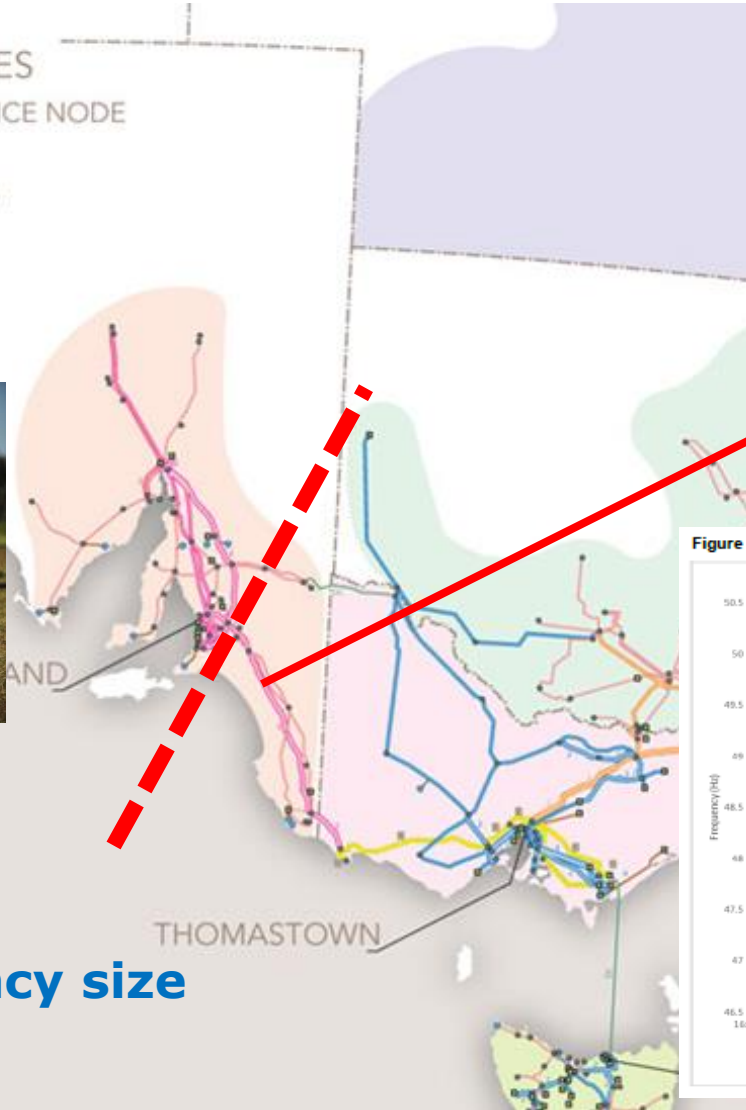 ES
CE NODE
AND
THOMASTOWN
cy size
Figure
50.5
50
49.5
49
48.5
48
47.5
47
46.5
Frequency (Hz)